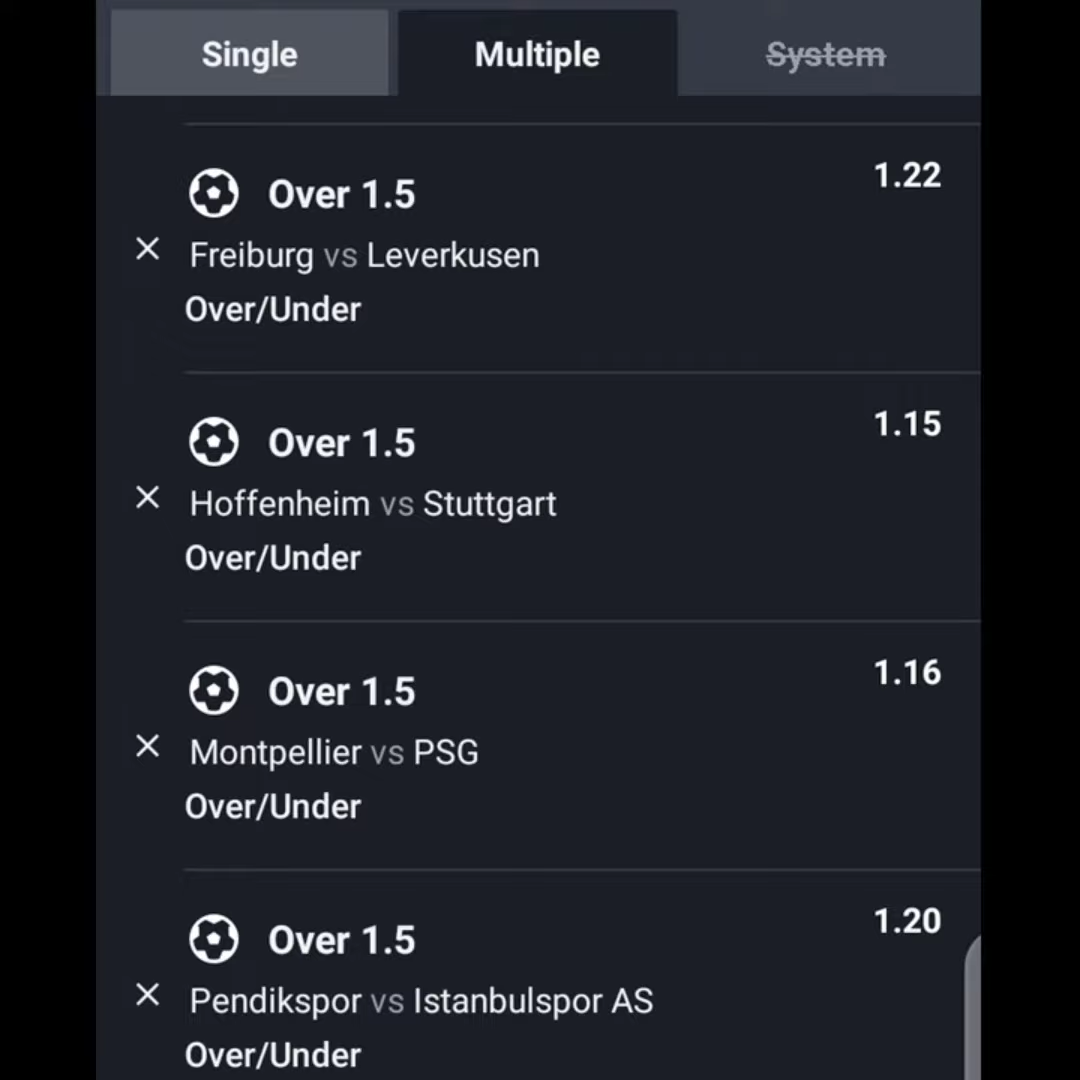 Single Multiple System
Over 1.5 1.22
Freiburg vs Leverkusen
Over/Under
Over 1.5 1.15
Hoffenheim vs Stuttgart
Over/Under
Over 1.5 1.16
Montpellier vs PSG
Over/Under
Over 1.5 1.20
Pendikspor vs Istanbulspor AS
Over/Under